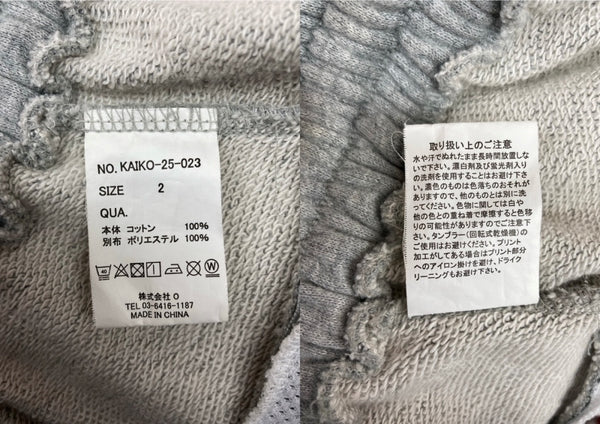 NO. KAIKO-25-023
SIZE 2
QUA.
本体 コットン 100%
別布 ポリエステル 100%
40
W
株式会社 O
TEL 03-6416-1187
MADE IN CHINA
取り扱い上のご注意
水や汗でぬれたまま長時間放置しな
いで下さい。漂白剤及び蛍光剤入り
の洗剤を使用することはお避け下さ
い。濃色のものは色落ちのおそれが
ありますので、他のものとは別に洗っ
てください。色物に関しては白や
他の色との重ね着で摩擦すると色移
りの可能性がありますのでご注意下
さい。タンブラー(回転式乾燥機)の
ご使用はお避けください。プリント
加工がしてある場合はプリント部分
へのアイロン掛けを避け、ドライク
リーニングもお避け下さい。